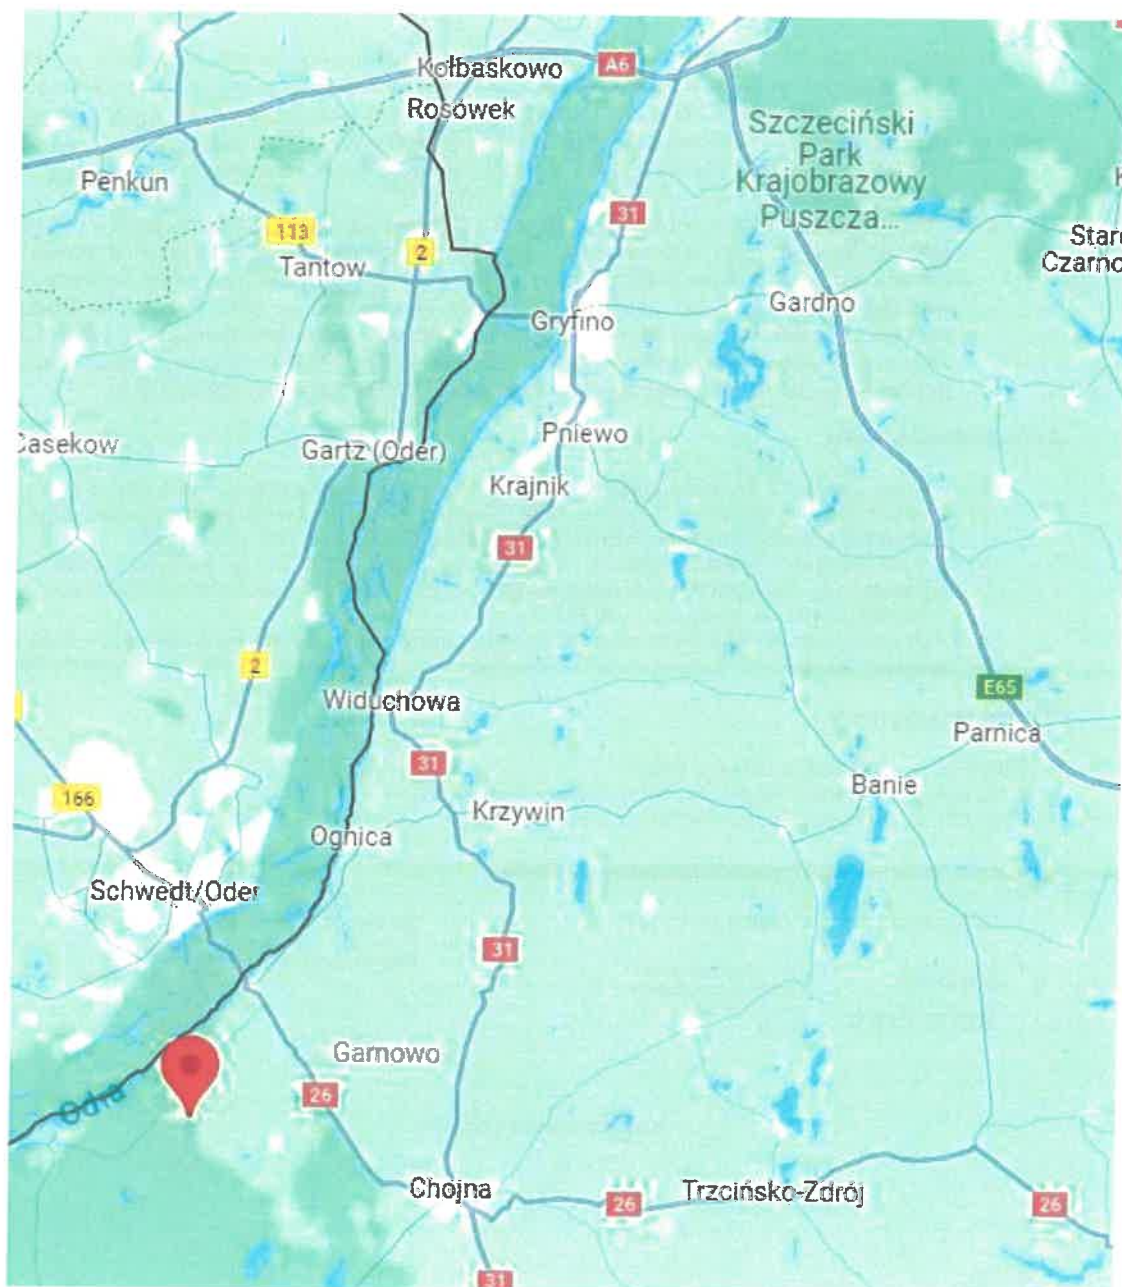 Kołbaskowo
A6
Rosówek
Szczeciński
Park
Krajobrazowy
Puszcza...
Penkun
31
113
2
Tantow
Gardno
Gryfino
Casekow
Gartz (Oder)
Pniewo
Krajnik
31
2
E65
Widuchowa
Parnica
31
166
Banie
Krzywin
Ognica
Schwedt/Oder
31
Garnowo
26
Odra
Chojna
26
Trzcińsko-Zdrój
26
31